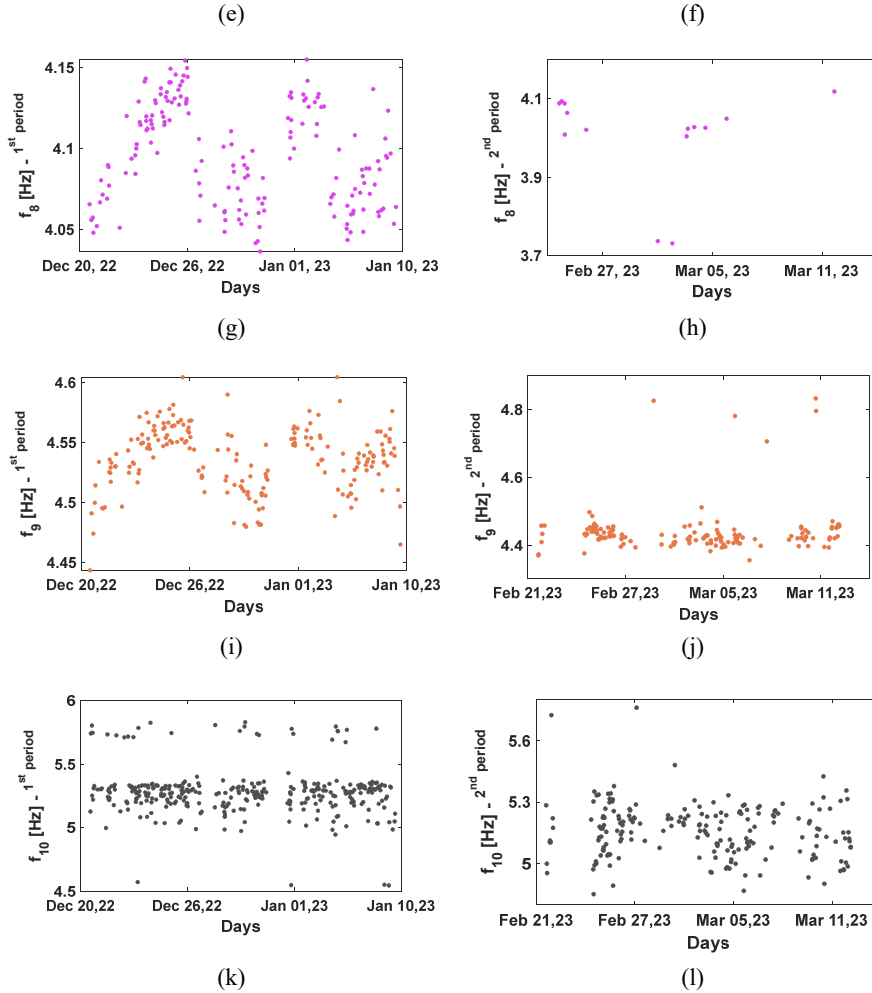 (e)
(f)
f8 [Hz] - 1st period
4.15
4.1
4.05
Dec 20, 22
Dec 26, 22
Jan 01, 23
Jan 10, 23
Days
f8 [Hz] - 2nd period
4.1
3.9
3.7
Feb 27, 23
Mar 05, 23
Mar 11, 23
Days
(g)
(h)
f9 [Hz] - 1st period
4.6
4.55
4.5
4.45
Dec 20,22
Dec 26,22
Jan 01,23
Jan 10,23
Days
f9 [Hz] - 2nd period
4.8
4.6
4.4
Feb 21,23
Feb 27,23
Mar 05,23
Mar 11,23
Days
(i)
(j)
f10 [Hz] - 1st period
6
5.5
5
4.5
Dec 20,22
Dec 26,22
Jan 01,23
Jan 10,23
Days
f10 [Hz] - 2nd period
5.6
5.3
5
Feb 21,23
Feb 27,23
Mar 05,23
Mar 11,23
Days
(k)
(l)